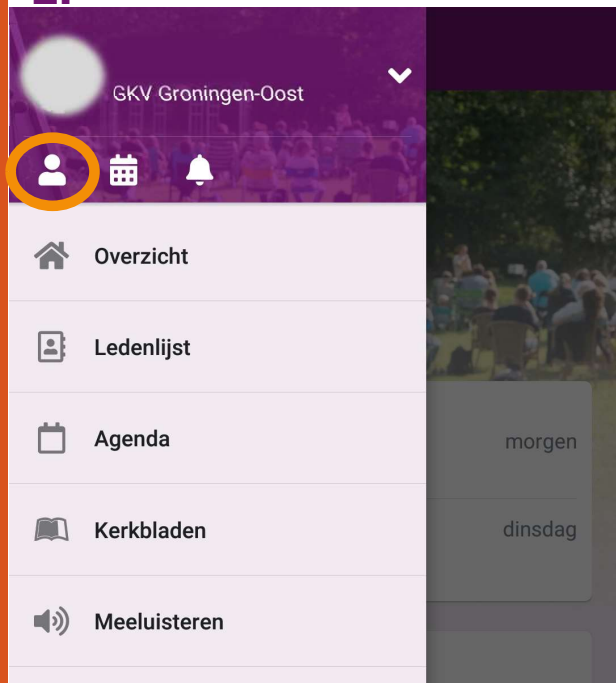 GKV Groningen-Oost
Overzicht
Ledenlijst
Agenda
morgen
Kerkbladen
dinsdag
Meeluisteren